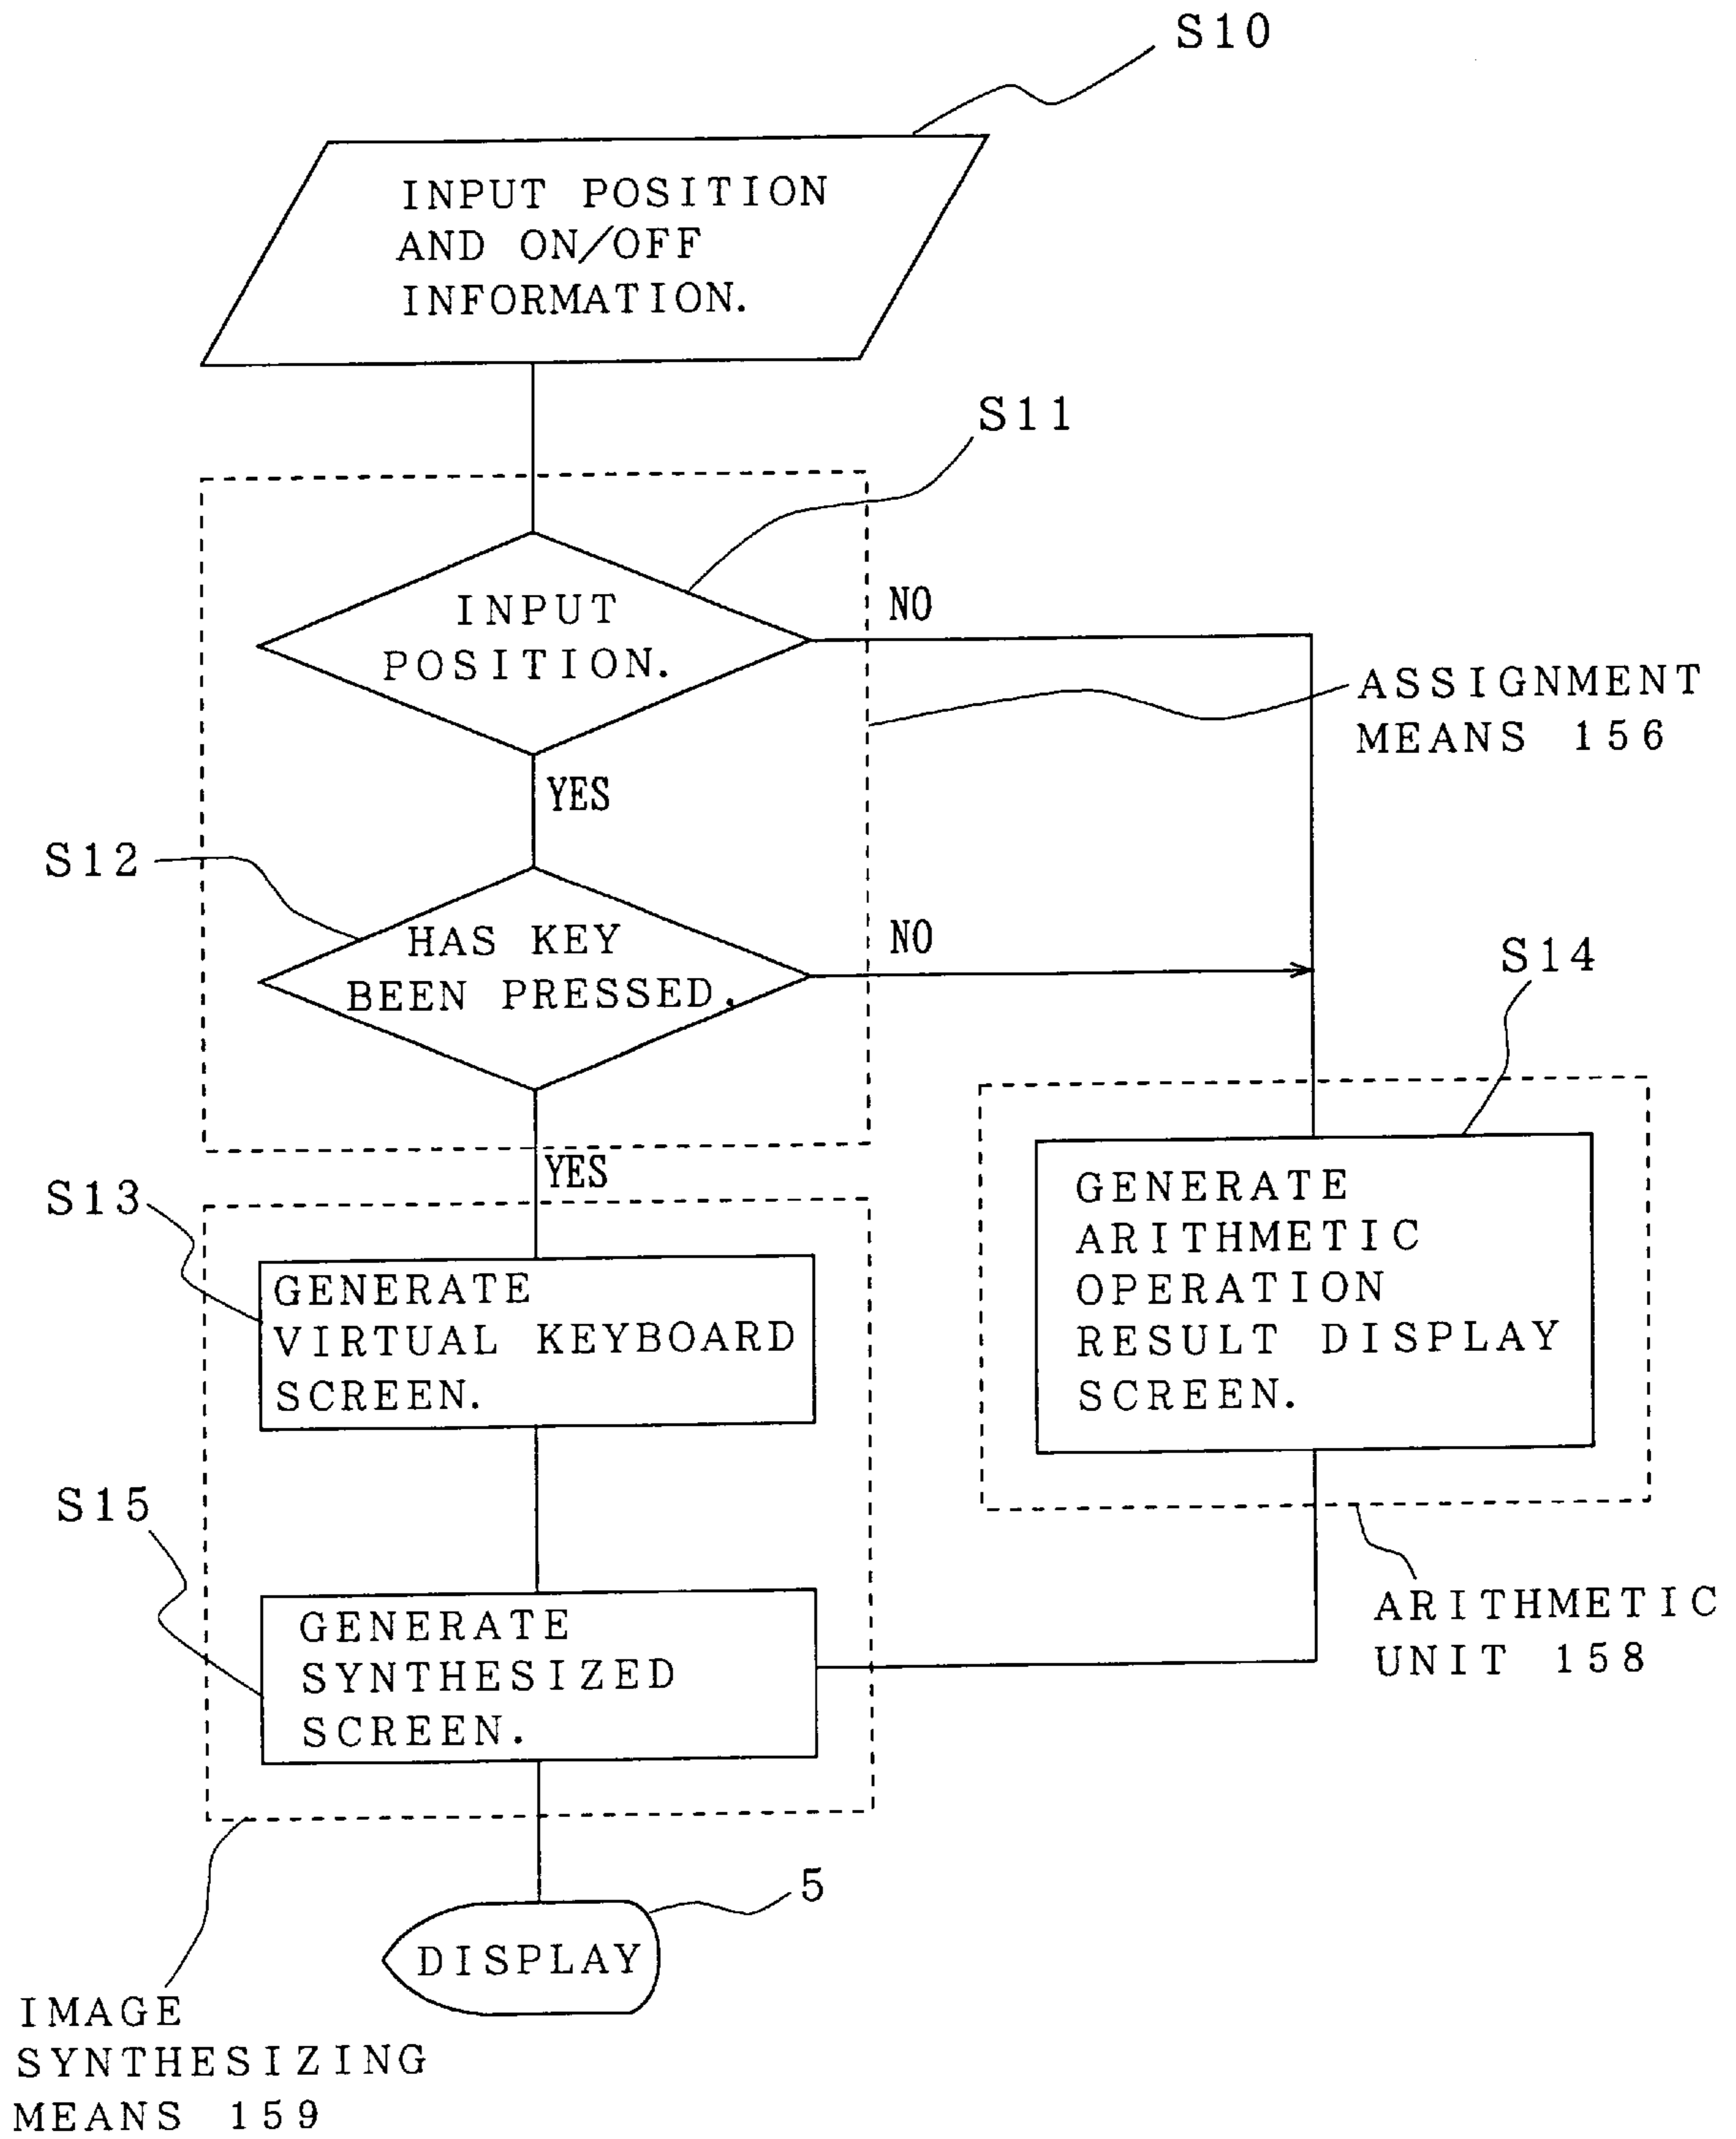 S10
INPUT POSITION
AND ON/OFF
INFORMATION.
S11
INPUT
POSITION.
NO
ASSIGNMENT
MEANS 156
YES
S12
HAS KEY
BEEN PRESSED.
NO
S14
YES
S13
GENERATE
VIRTUAL KEYBOARD
SCREEN.
GENERATE
ARITHMETIC
OPERATION
RESULT DISPLAY
SCREEN.
S15
GENERATE
SYNTHESIZED
SCREEN.
ARITHMETIC
UNIT 158
5
DISPLAY
IMAGE
SYNTHESIZING
MEANS 159